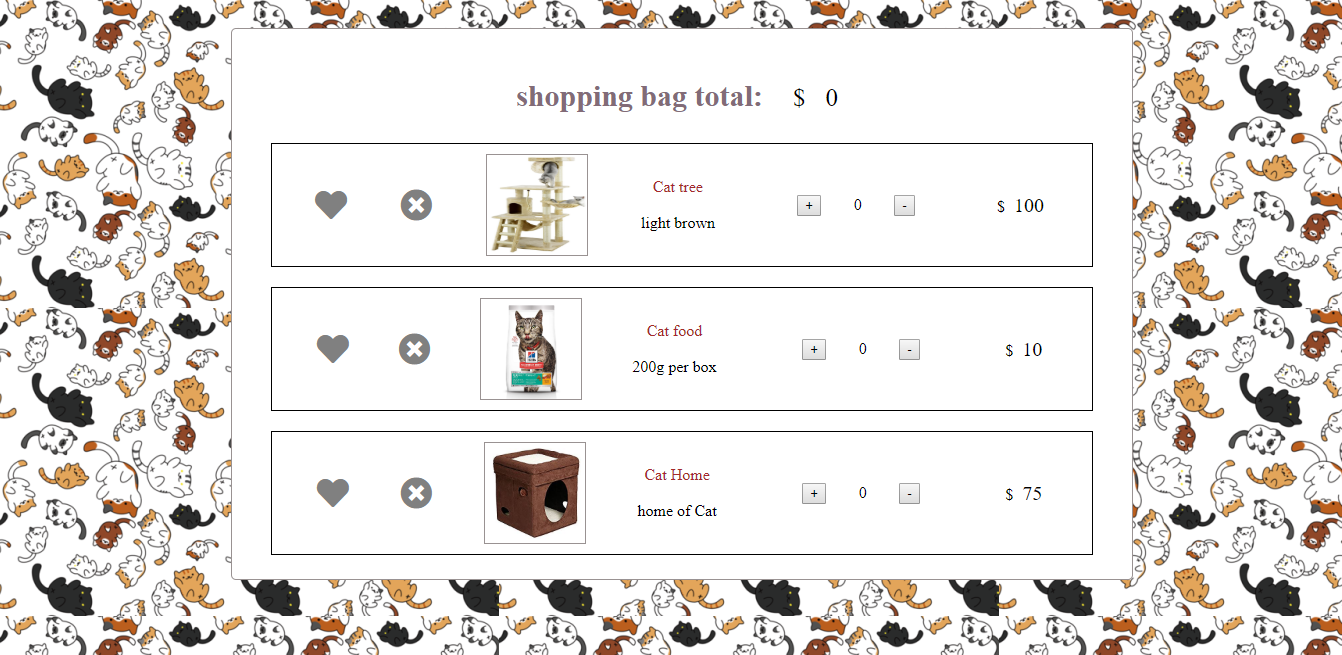 shopping bag total: $ 0
Cat tree
light brown
+ 0 -
$ 100
Cat food
200g per box
+ 0 -
$ 10
Cat Home
home of Cat
+ 0 -
$ 75